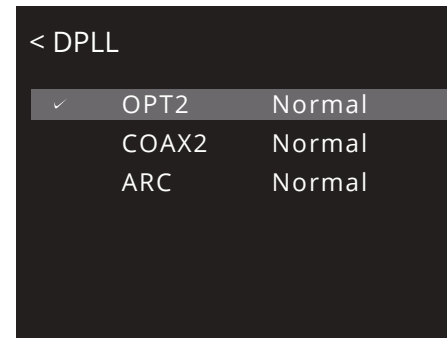 < DPLL
✓ OPT2 Normal
COAX2 Normal
ARC Normal